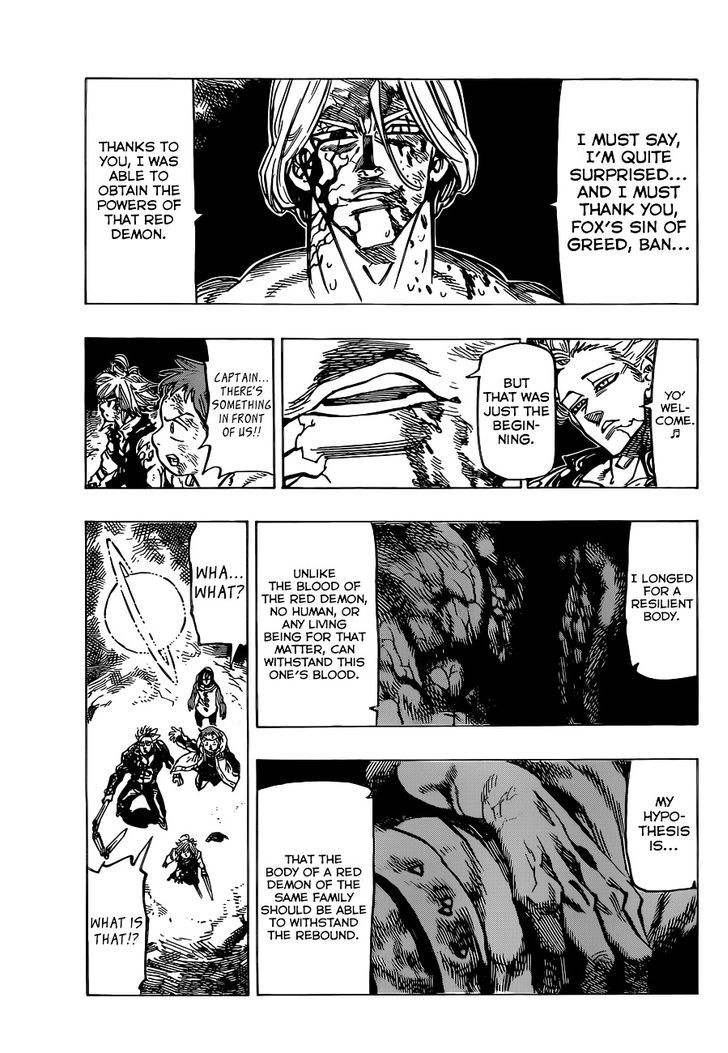 I MUST SAY,
I'M QUITE
SURPRISED...
AND I MUST
THANK YOU,
FOX'S SIN OF
GREED, BAN...
THANKS TO
YOU, I WAS
ABLE TO
OBTAIN THE
POWERS OF
THAT RED
DEMON.
YO'
WEL-
COME.
♫
BUT
THAT WAS
JUST THE
BEGIN-
NING.
CAPTAIN...
THERE'S
SOMETHING
IN FRONT
OF US!!
I LONGED
FOR A
RESILIENT
BODY.
UNLIKE
THE BLOOD OF
THE RED DEMON,
NO HUMAN, OR
ANY LIVING
BEING FOR THAT
MATTER, CAN
WITHSTAND THIS
ONE'S BLOOD.
MY
HYPO-
THESIS
IS...
THAT THE
BODY OF A RED
DEMON OF THE
SAME FAMILY
SHOULD BE ABLE
TO WITHSTAND
THE REBOUND.
WHA...
WHAT?
WHAT IS
THAT!?